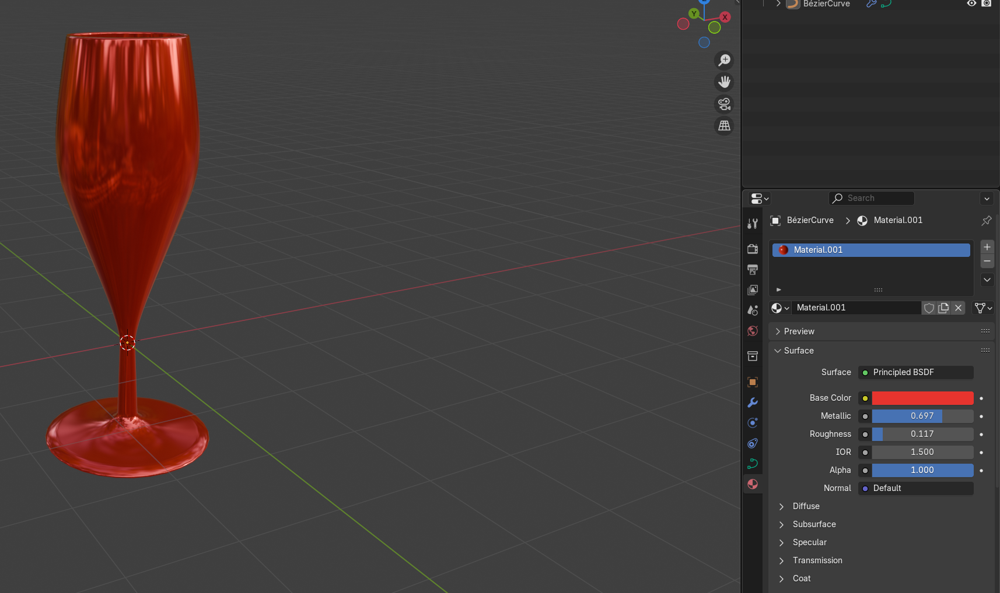 BézierCurve
Y
X
Search
BézierCurve > Material.001
Material.001
Material.001
Preview
Surface
Surface Principled BSDF
Base Color
Metallic 0.697
Roughness 0.117
IOR 1.500
Alpha 1.000
Normal Default
Diffuse
Subsurface
Specular
Transmission
Coat